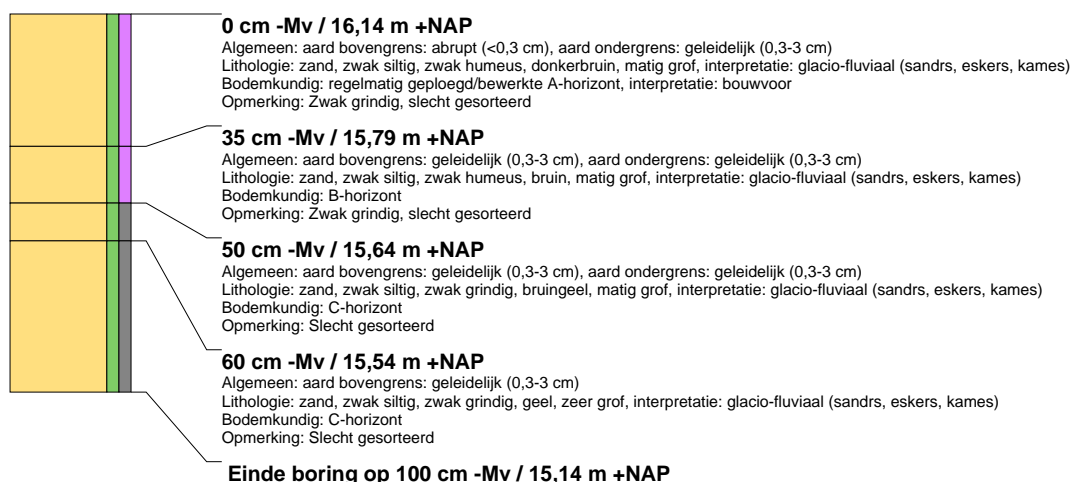 0 cm -Mv / 16,14 m +NAP
Algemeen: aard bovengrens: abrupt (<0,3 cm), aard ondergrens: geleidelijk (0,3-3 cm)
Lithologie: zand, zwak siltig, zwak humeus, donkerbruin, matig grof, interpretatie: glacio-fluviaal (sandrs, eskers, kames)
Bodemkundig: regelmatig geploegd/bewerkte A-horizont, interpretatie: bouwvoor
Opmerking: Zwak grindig, slecht gesorteerd
35 cm -Mv / 15,79 m +NAP
Algemeen: aard bovengrens: geleidelijk (0,3-3 cm), aard ondergrens: geleidelijk (0,3-3 cm)
Lithologie: zand, zwak siltig, zwak humeus, bruin, matig grof, interpretatie: glacio-fluviaal (sandrs, eskers, kames)
Bodemkundig: B-horizont
Opmerking: Zwak grindig, slecht gesorteerd
50 cm -Mv / 15,64 m +NAP
Algemeen: aard bovengrens: geleidelijk (0,3-3 cm), aard ondergrens: geleidelijk (0,3-3 cm)
Lithologie: zand, zwak siltig, zwak grindig, bruingeel, matig grof, interpretatie: glacio-fluviaal (sandrs, eskers, kames)
Bodemkundig: C-horizont
Opmerking: Slecht gesorteerd
60 cm -Mv / 15,54 m +NAP
Algemeen: aard bovengrens: geleidelijk (0,3-3 cm)
Lithologie: zand, zwak siltig, zwak grindig, geel, zeer grof, interpretatie: glacio-fluviaal (sandrs, eskers, kames)
Bodemkundig: C-horizont
Opmerking: Slecht gesorteerd
Einde boring op 100 cm -Mv / 15,14 m +NAP